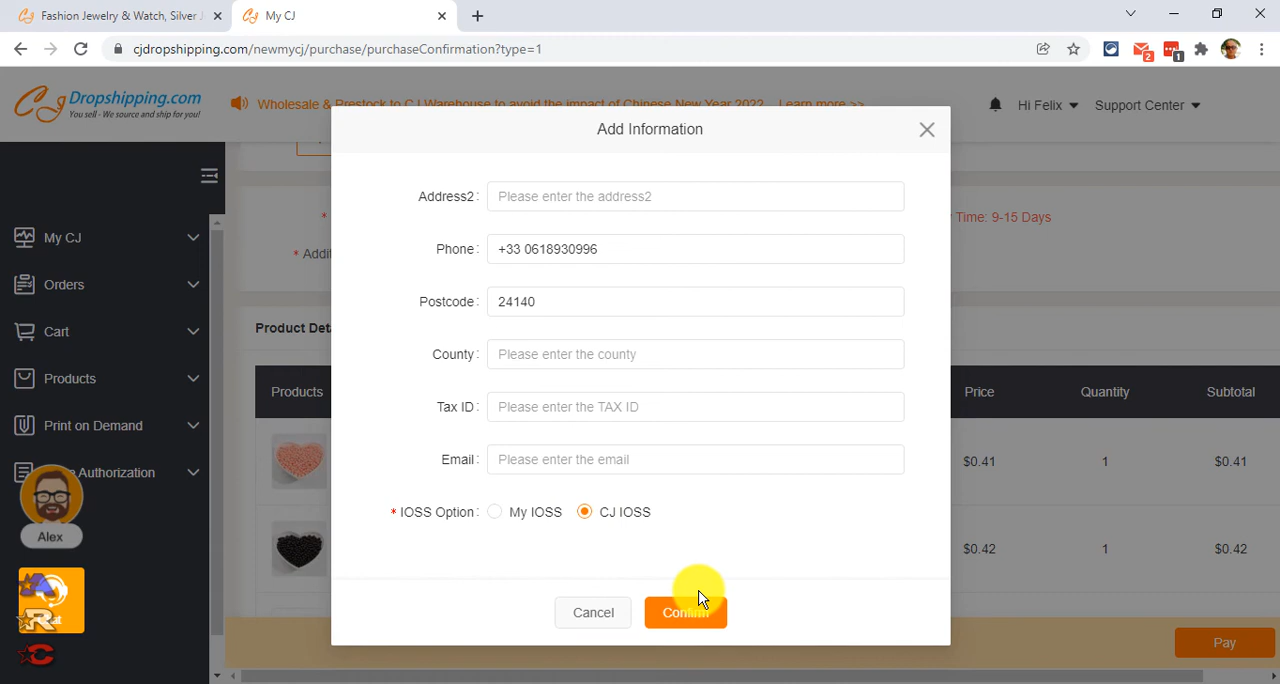 Fashion Jewelry & Watch, Silver
My CJ
cjdropshipping.com/newmycj/purchase/purchaseConfirmation?type=1
2
1
CJ Dropshipping.com
You sell - We source and ship for you!
Wholesale & Prestock to CJ Warehouse to avoid the impact of Chinese New Year 2022 Learn more >>
Hi Felix
Support Center
Add Information
My CJ
Orders
Cart
Products
Print on Demand
Authorization
Alex
Address2:
Please enter the address2
Time: 9-15 Days
* Addi
Phone:
+33 0618930996
Postcode:
24140
Product Det
County:
Please enter the county
Products
Price
Quantity
Subtotal
Tax ID:
Please enter the TAX ID
Email:
Please enter the email
$0.41
1
$0.41
* IOSS Option:
My IOSS
CJ IOSS
$0.42
1
$0.42
Cancel
Confirm
Pay